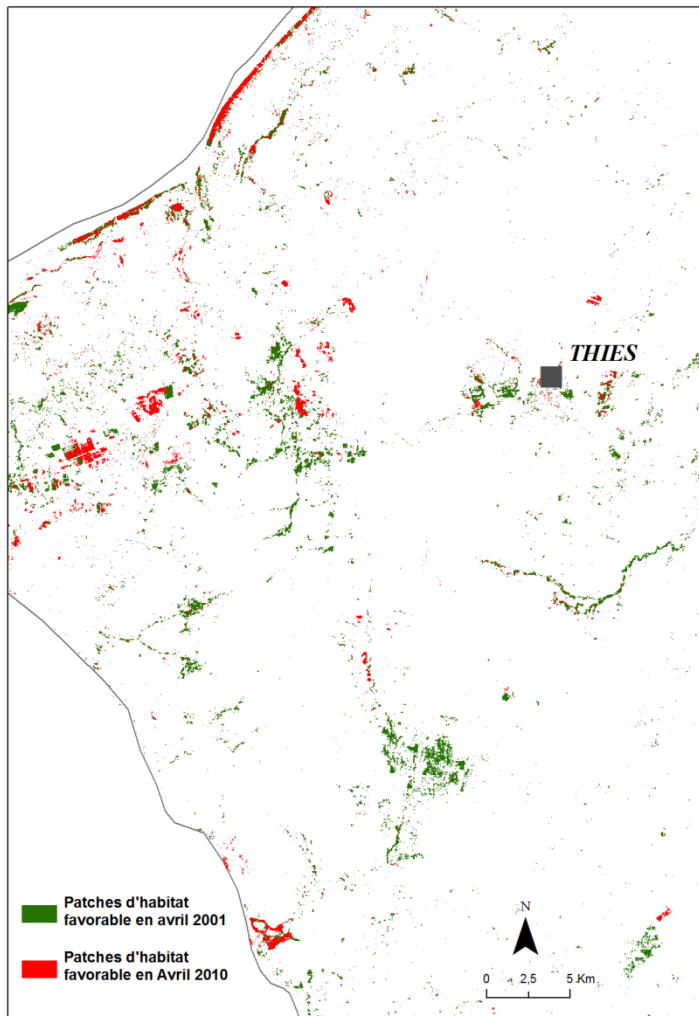 THIES
Patches d'habitat
favorable en avril 2001
Patches d'habitat
favorable en Avril 2010
N
0 2,5 5 Km